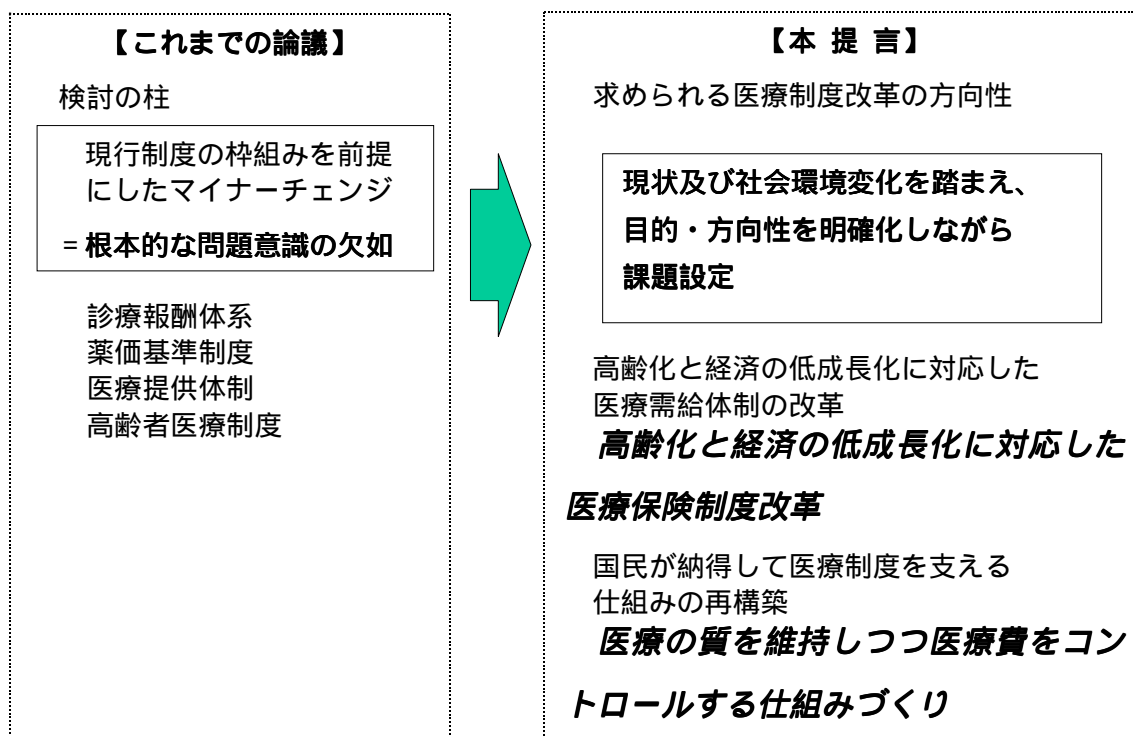 【これまでの論議】
検討の柱
現行制度の枠組みを前提
にしたマイナーチェンジ
= 根本的な問題意識の欠如
診療報酬体系
薬価基準制度
医療提供体制
高齢者医療制度
【本 提 言】
求められる医療制度改革の方向性
現状及び社会環境変化を踏まえ、
目的・方向性を明確化しながら
課題設定
高齢化と経済の低成長化に対応した
医療需給体制の改革
高齢化と経済の低成長化に対応した
医療保険制度改革
国民が納得して医療制度を支える
仕組みの再構築
医療の質を維持しつつ医療費をコン
トロールする仕組みづくり